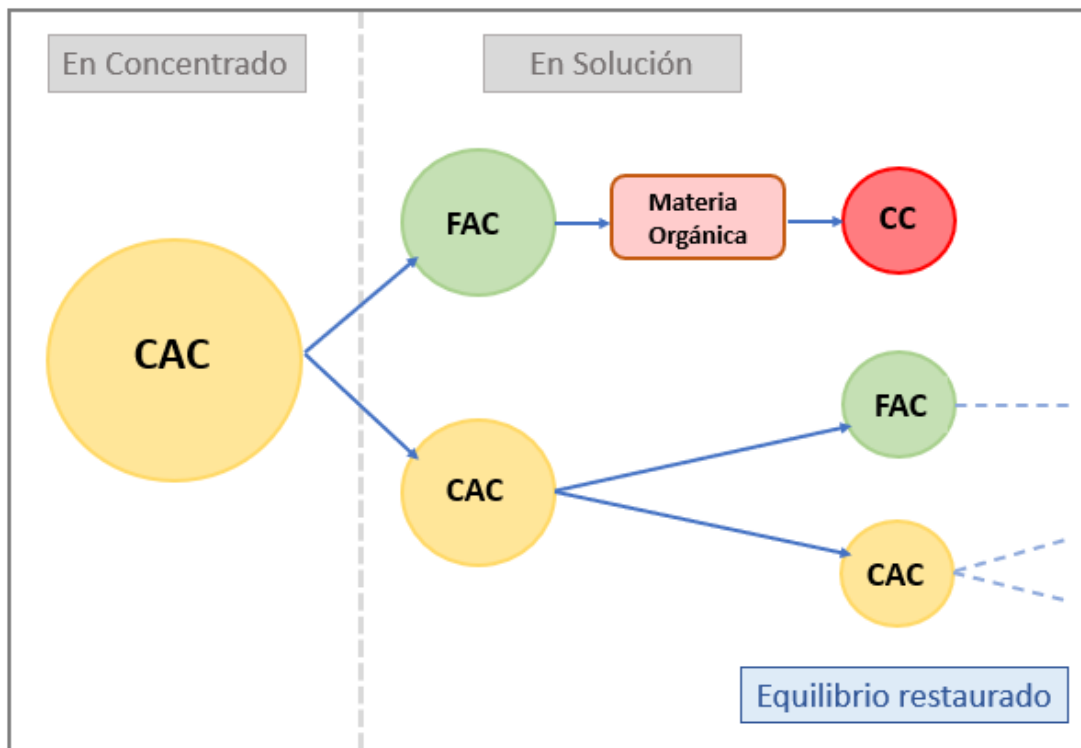 En Concentrado
En Solución
FAC
Materia
Orgánica
CC
CAC
FAC
CAC
CAC
Equilibrio restaurado